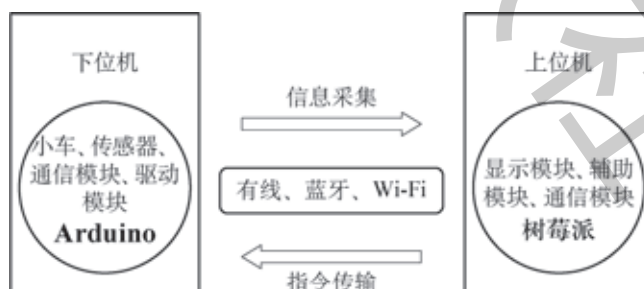 下位机
小车、传感器、
通信模块、驱动
模块
Arduino
信息采集
有线、蓝牙、Wi-Fi
指令传输
上位机
显示模块、辅助
模块、通信模块
树莓派